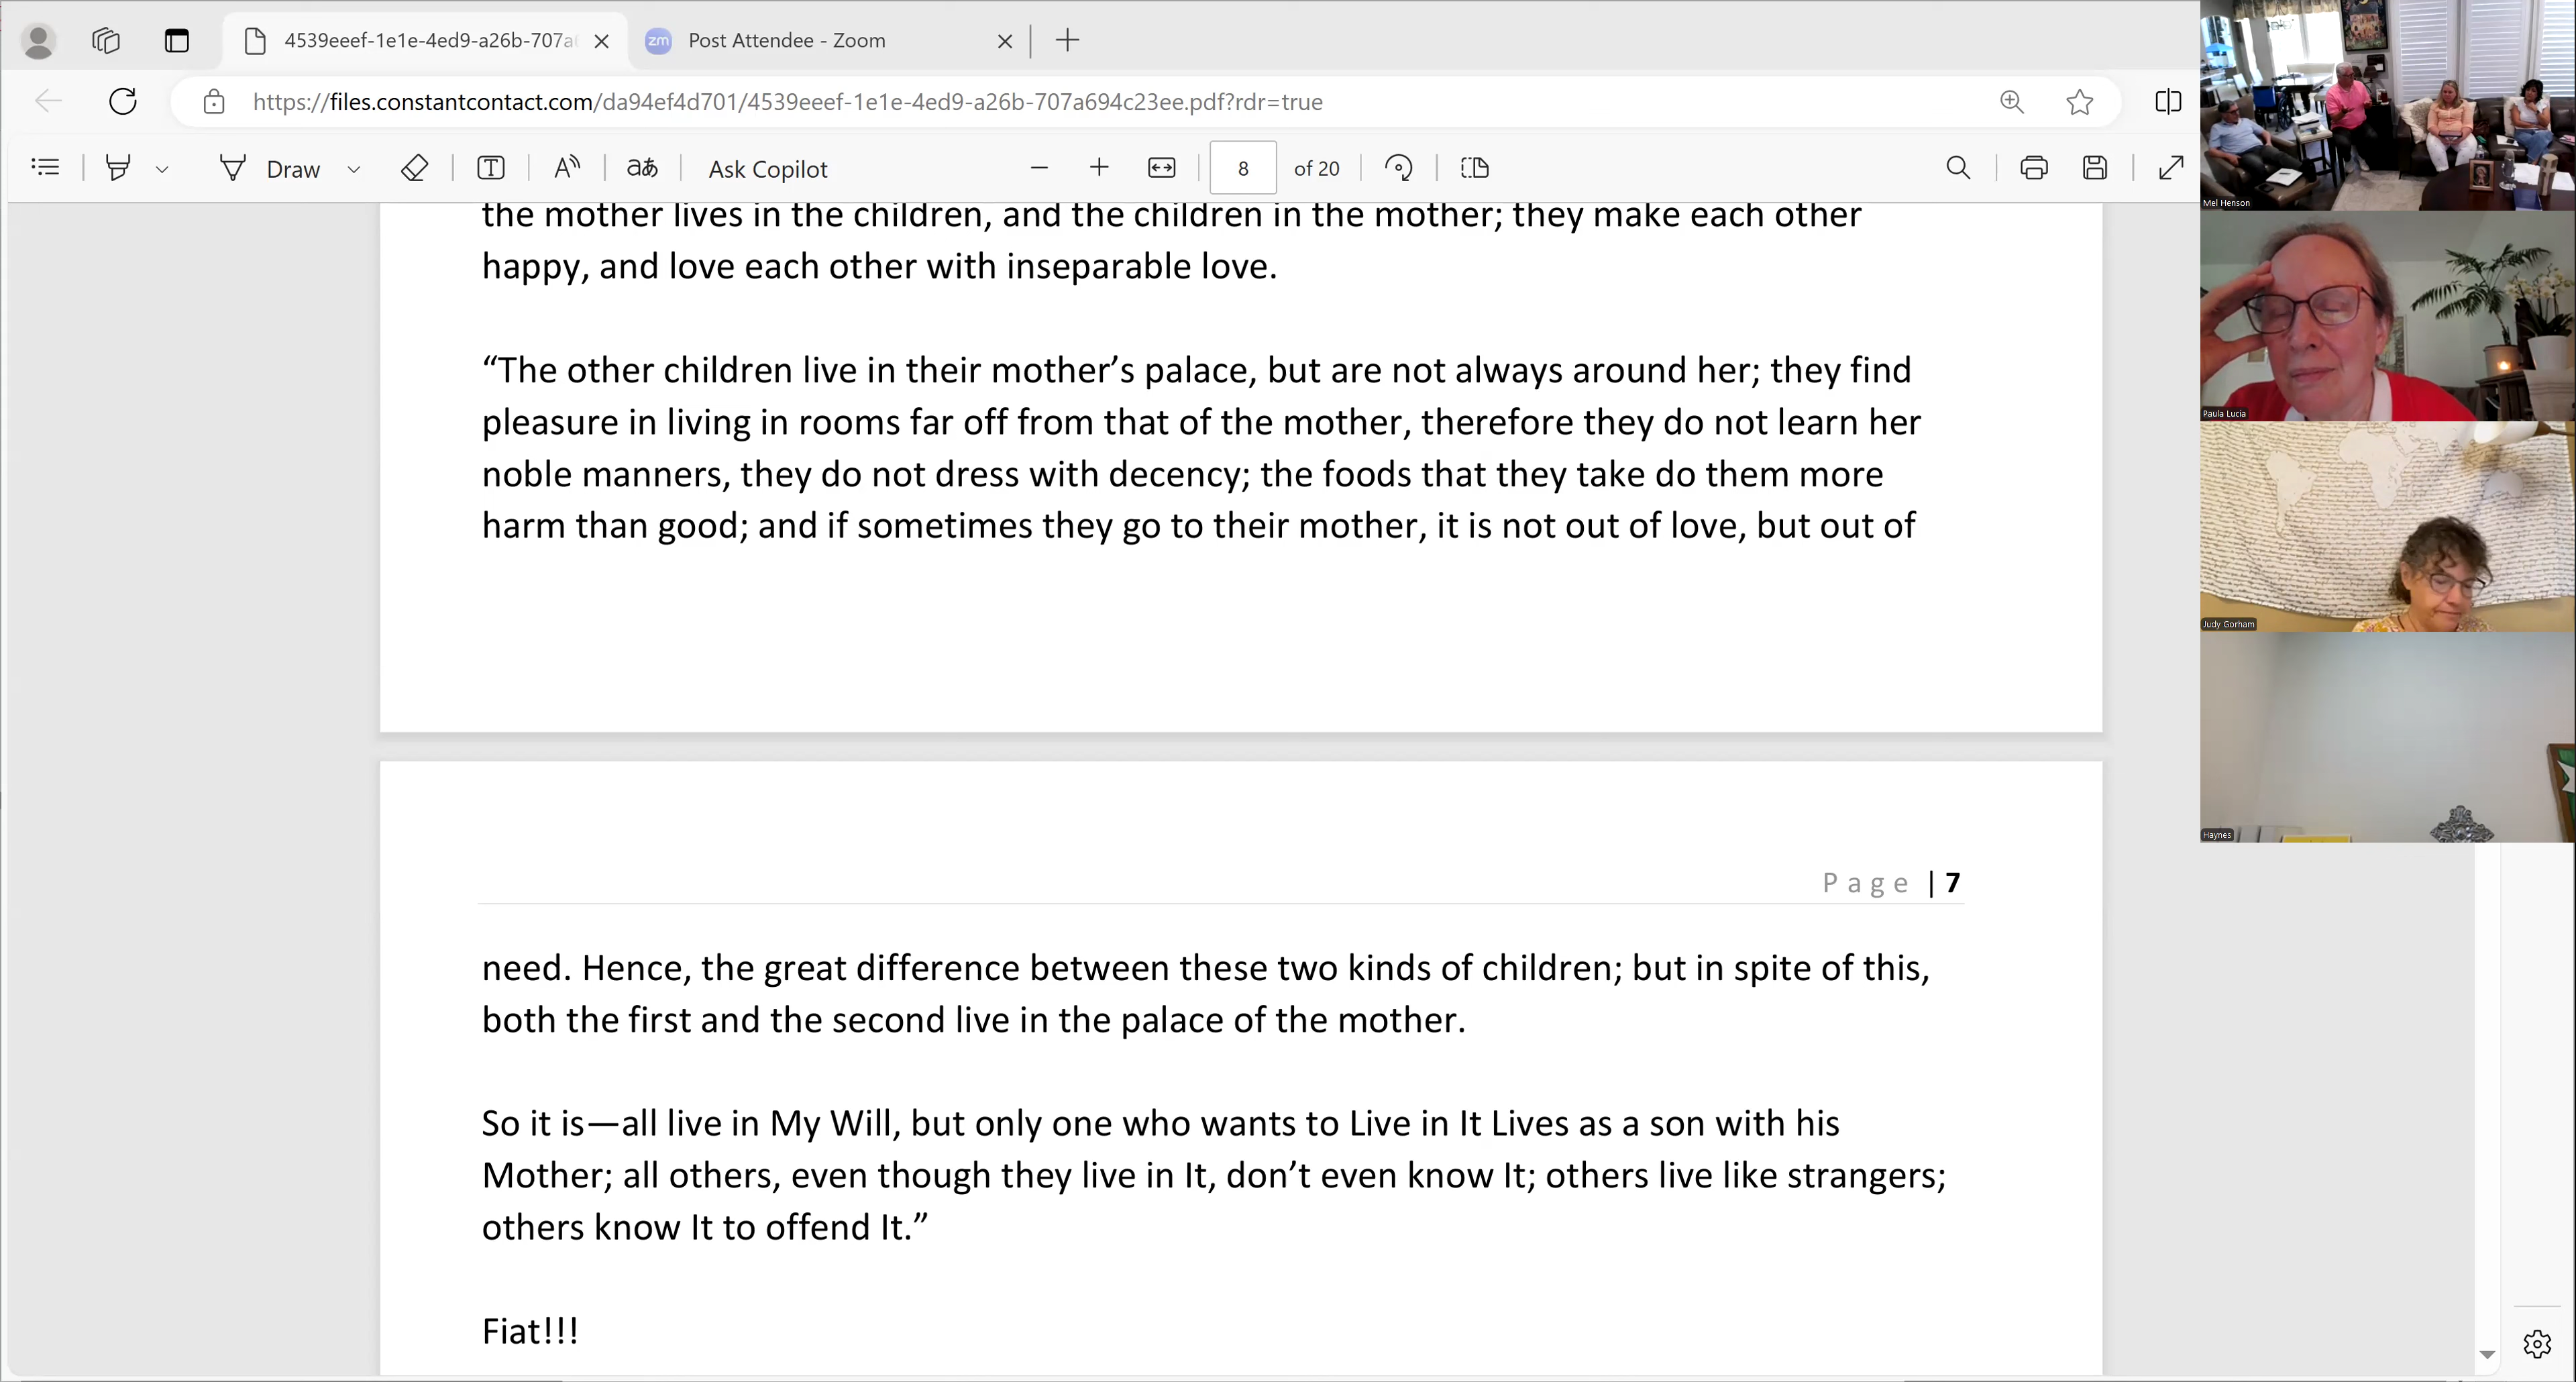 4539eeef-1e1e-4ed9-a26b-707a
zm Post Attendee - Zoom
https://files.constantcontact.com/da94ef4d701/4539eeef-1e1e-4ed9-a26b-707a694c23ee.pdf?rdr=true
Draw
aあ
Ask Copilot
8 of 20
the mother lives in the children, and the children in the mother; they make each other
happy, and love each other with inseparable love.
“The other children live in their mother’s palace, but are not always around her; they find
pleasure in living in rooms far off from that of the mother, therefore they do not learn her
noble manners, they do not dress with decency; the foods that they take do them more
harm than good; and if sometimes they go to their mother, it is not out of love, but out of
Page | 7
need. Hence, the great difference between these two kinds of children; but in spite of this,
both the first and the second live in the palace of the mother.
So it is—all live in My Will, but only one who wants to Live in It Lives as a son with his
Mother; all others, even though they live in It, don’t even know It; others live like strangers;
others know It to offend It.”
Fiat!!!
Mel Henson
Paula Lucia
Judy Gorham
Haynes